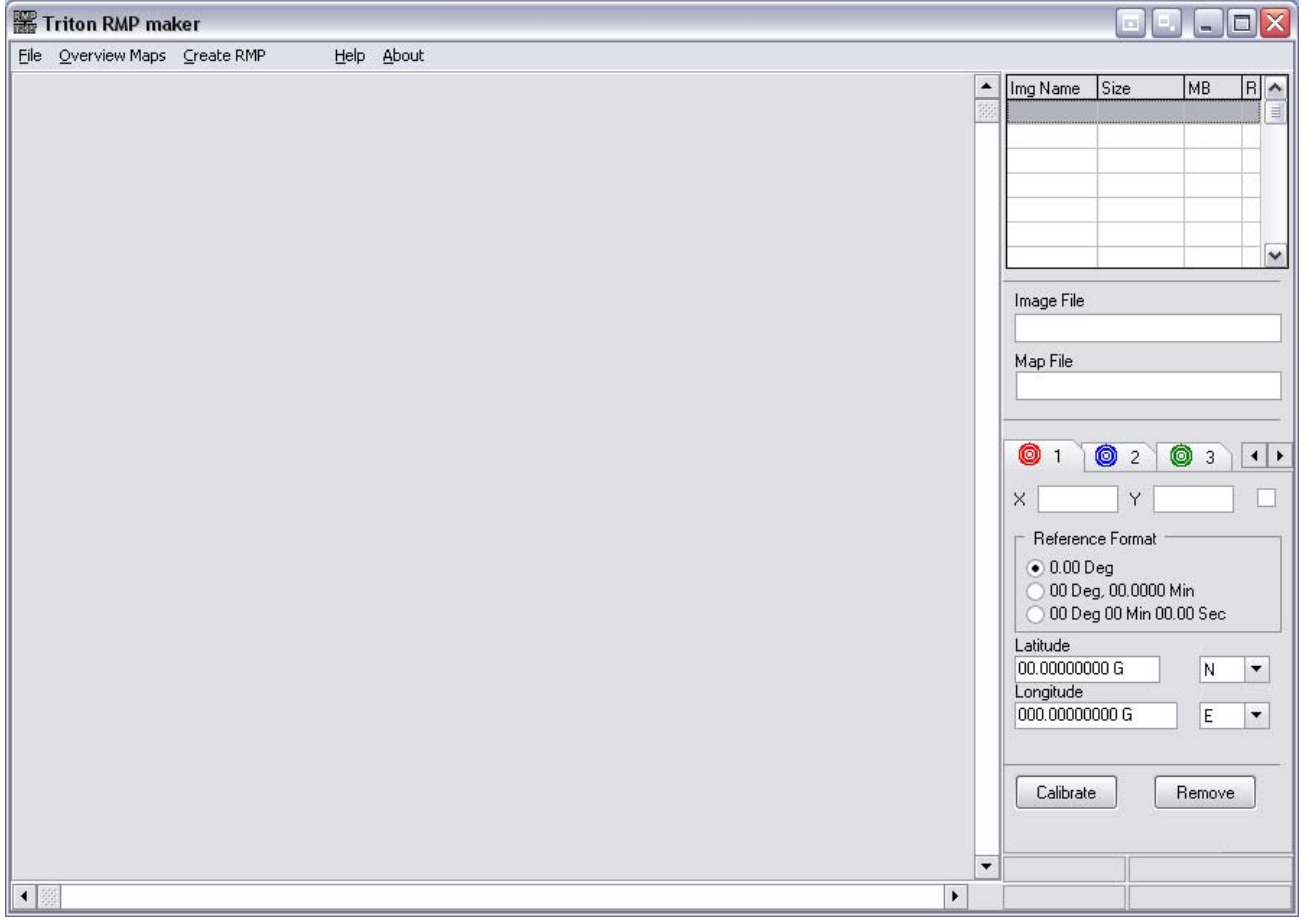 Triton RMP maker
File Overview Maps Create RMP Help About
Img Name Size MB R
Image File
Map File
1 2 3
X Y
Reference Format
0.00 Deg
00 Deg, 00.0000 Min
00 Deg 00 Min 00.00 Sec
Latitude
00.00000000 G N
Longitude
000.00000000 G E
Calibrate Remove